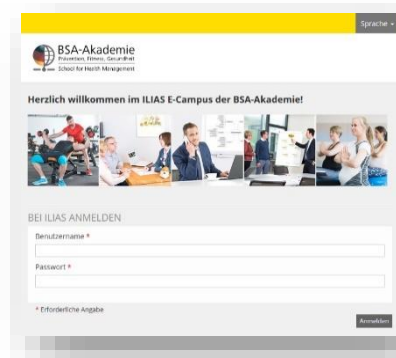 Sprache
BSA-Akademie
Prävention, Fitness, Gesundheit
School for Health Management
Herzlich willkommen im ILIAS E-Campus der BSA-Akademie!
BEI ILIAS ANMELDEN
Benutzername *
Passwort *
* Erforderliche Angabe
Anmelden